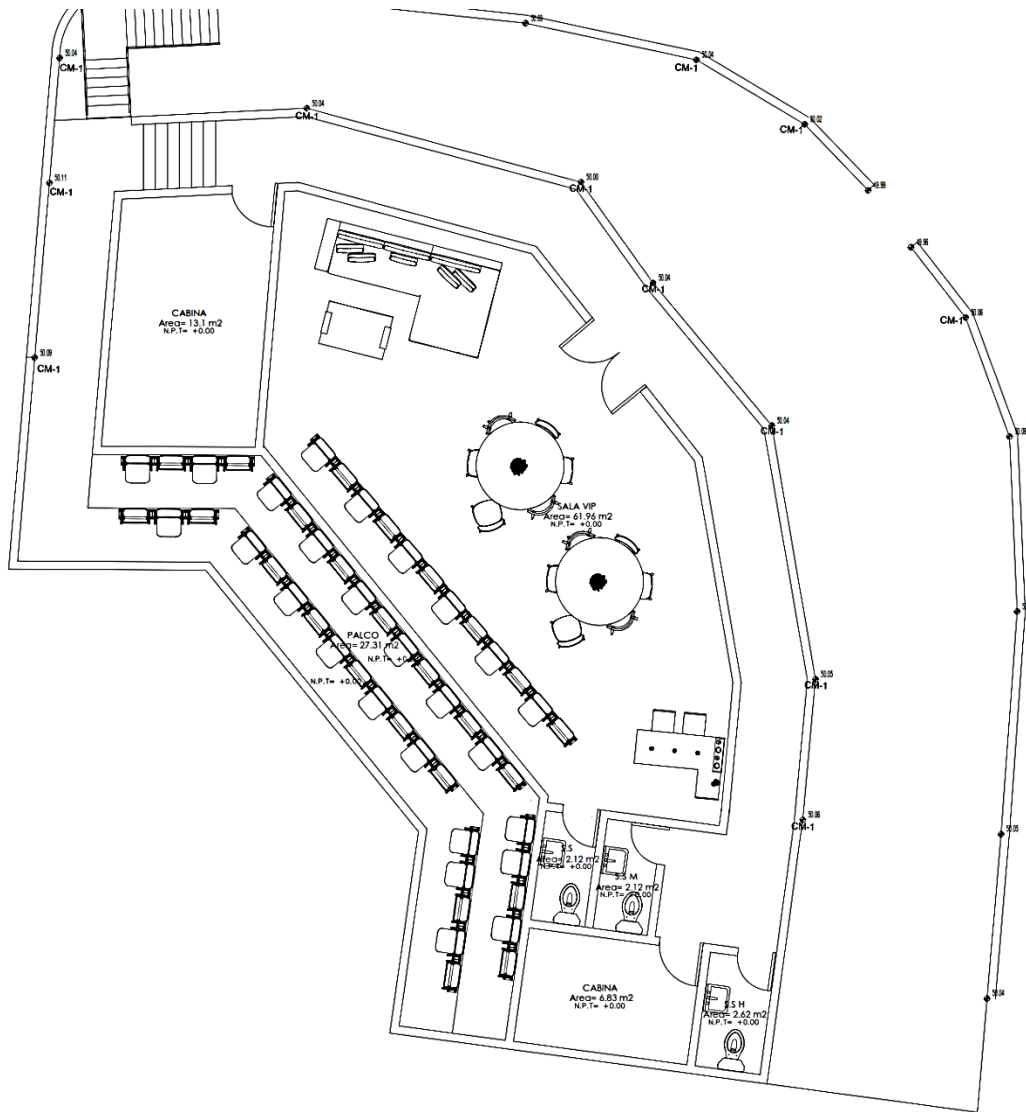 50.03
50.04
CM-1
50.04
CM-1
50.04
CM-1
50.02
CM-1
50.11
CM-1
50.00
CM-1
49.99
49.96
50.04
CM-1
50.06
CM-1
CABINA
Area= 13.1 m2
N.P.T= +0.00
50.09
CM-1
50.04
CM-1
50.09
SALA VIP
Area= 61.96 m2
N.P.T= +0.00
PALCO
Area= 27.31 m2
N.P.T= +0.00
N.P.T= +0.00
50.05
CM-1
50.06
CM-1
50.05
S.S
Area= 2.12 m2
N.P.T= +0.00
S.S M
Area= 2.12 m2
N.P.T= +0.00
CABINA
Area= 6.83 m2
N.P.T= +0.00
S.S H
Area= 2.62 m2
N.P.T= +0.00
50.04